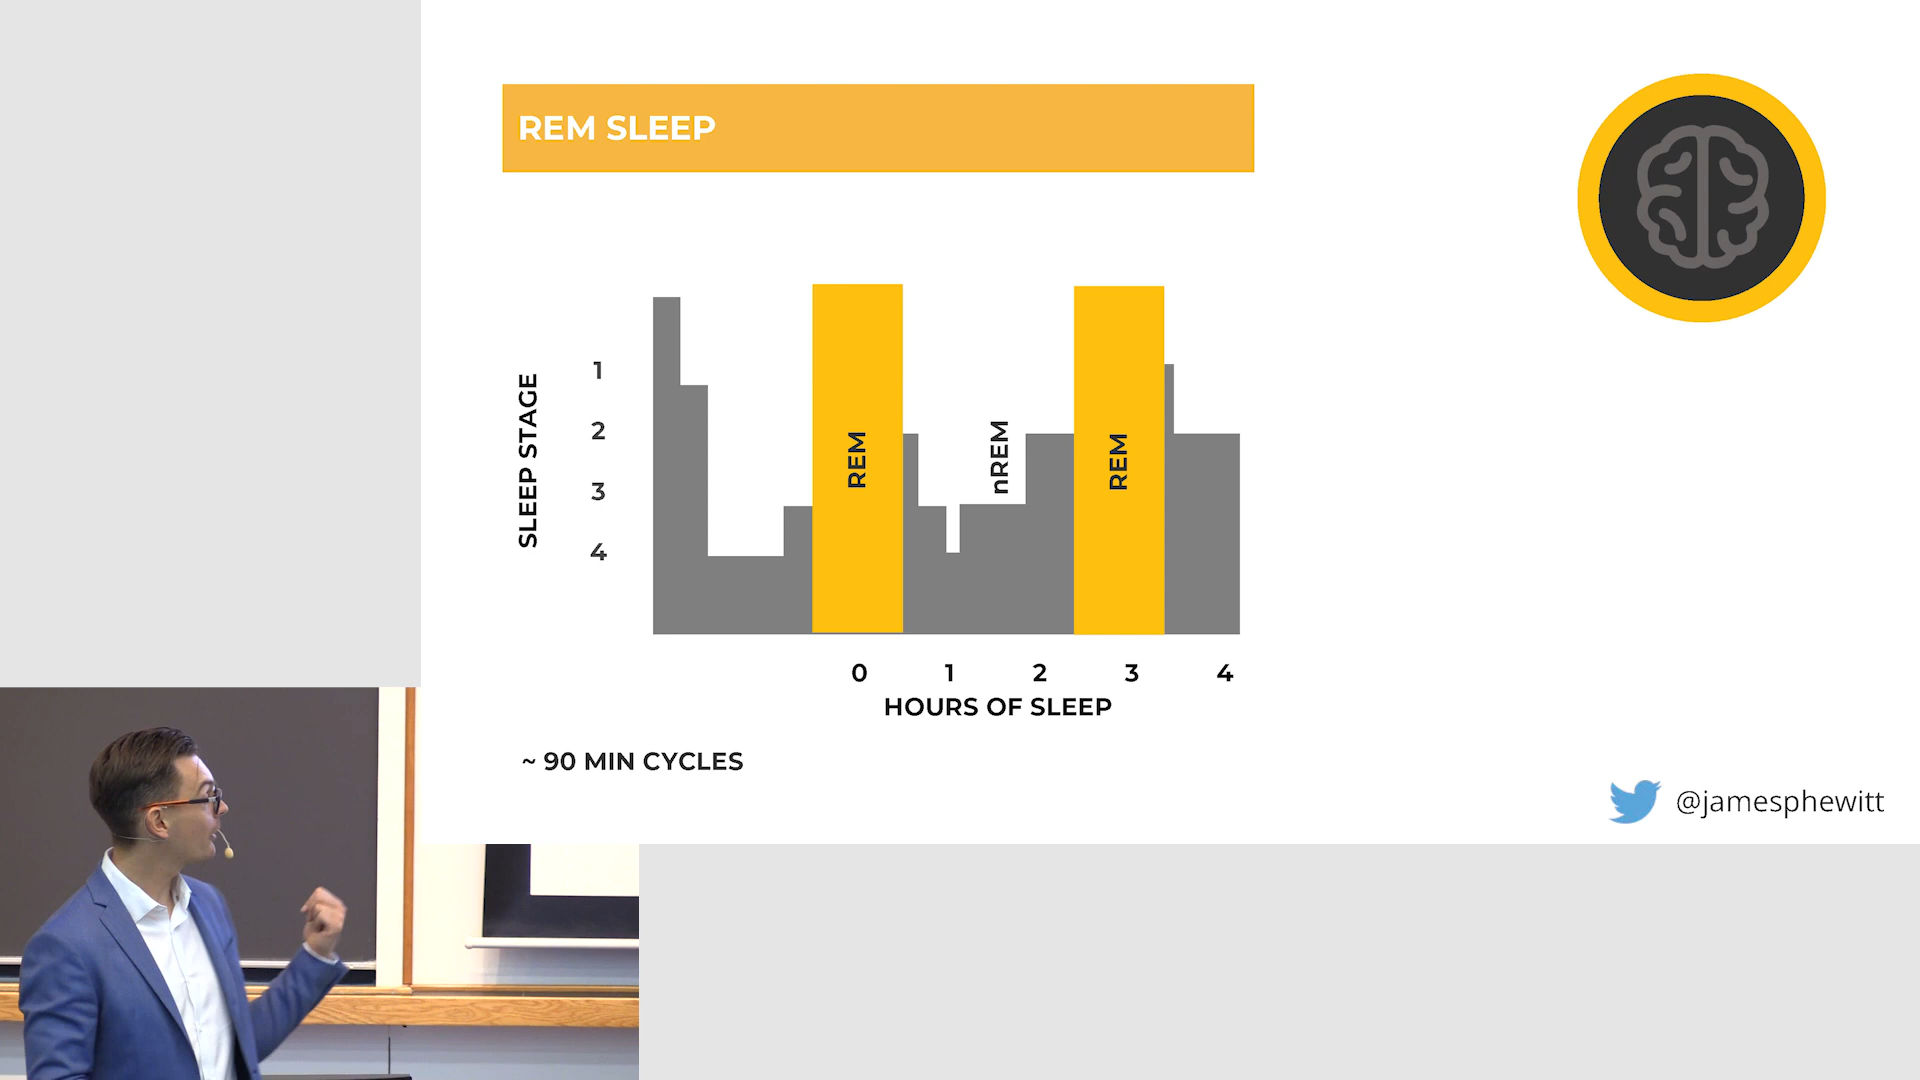 REM SLEEP
SLEEP STAGE
1
2
3
4
REM
nREM
REM
0 1 2 3 4
HOURS OF SLEEP
~ 90 MIN CYCLES
@jamesphewitt